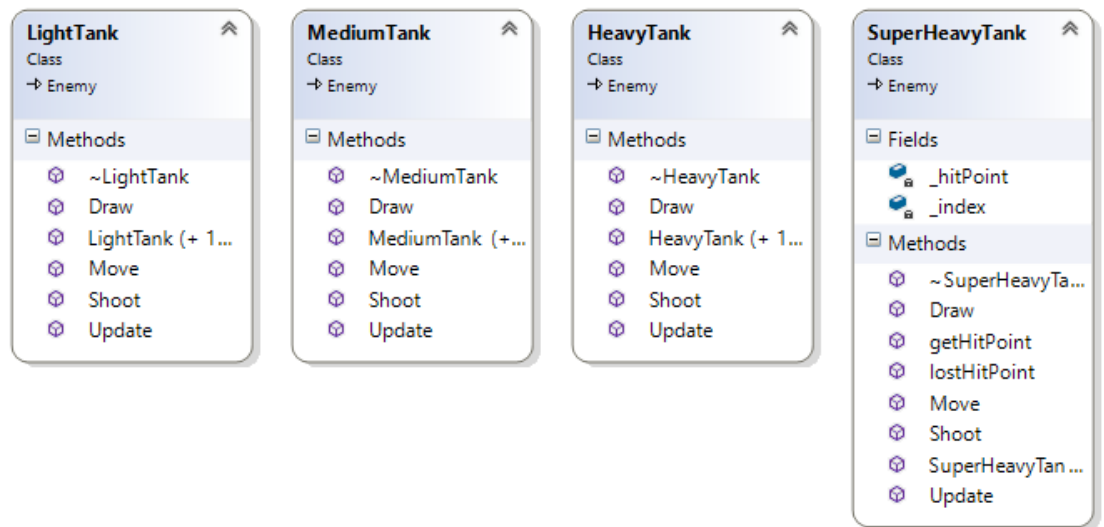 LightTank
Class
Enemy
Methods
~LightTank
Draw
LightTank (+ 1...
Move
Shoot
Update
MediumTank
Class
Enemy
Methods
~MediumTank
Draw
MediumTank (+...
Move
Shoot
Update
HeavyTank
Class
Enemy
Methods
~HeavyTank
Draw
HeavyTank (+ 1...
Move
Shoot
Update
SuperHeavyTank
Class
Enemy
Fields
_hitPoint
_index
Methods
~SuperHeavyTa...
Draw
getHitPoint
lostHitPoint
Move
Shoot
SuperHeavyTan...
Update